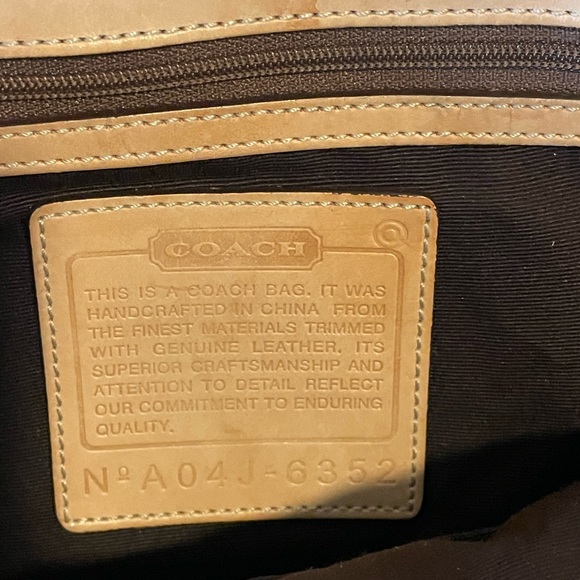 COACH
THIS IS A COACH BAG. IT WAS
HANDCRAFTED IN CHINA FROM
THE FINEST MATERIALS TRIMMED
WITH GENUINE LEATHER. ITS
SUPERIOR CRAFTSMANSHIP AND
ATTENTION TO DETAIL REFLECT
OUR COMMITMENT TO ENDURING
QUALITY.
Nº A04J-6352